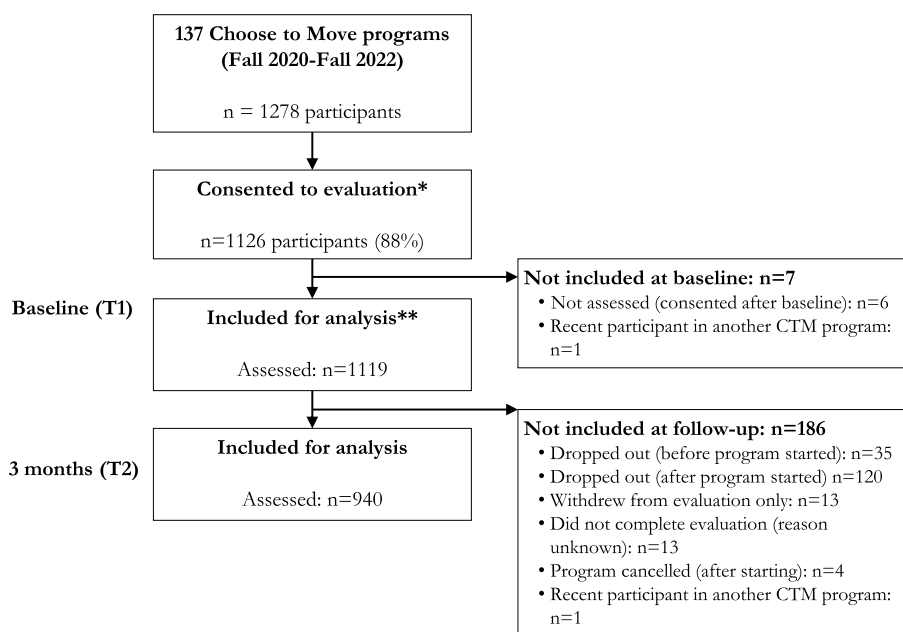 137 Choose to Move programs
(Fall 2020-Fall 2022)
n = 1278 participants
Consented to evaluation*
n=1126 participants (88%)
Not included at baseline: n=7
• Not assessed (consented after baseline): n=6
• Recent participant in another CTM program:
n=1
Baseline (T1)
Included for analysis**
Assessed: n=1119
Not included at follow-up: n=186
• Dropped out (before program started): n=35
• Dropped out (after program started) n=120
• Withdrew from evaluation only: n=13
• Did not complete evaluation (reason
unknown): n=13
• Program cancelled (after starting): n=4
• Recent participant in another CTM program:
n=1
3 months (T2)
Included for analysis
Assessed: n=940